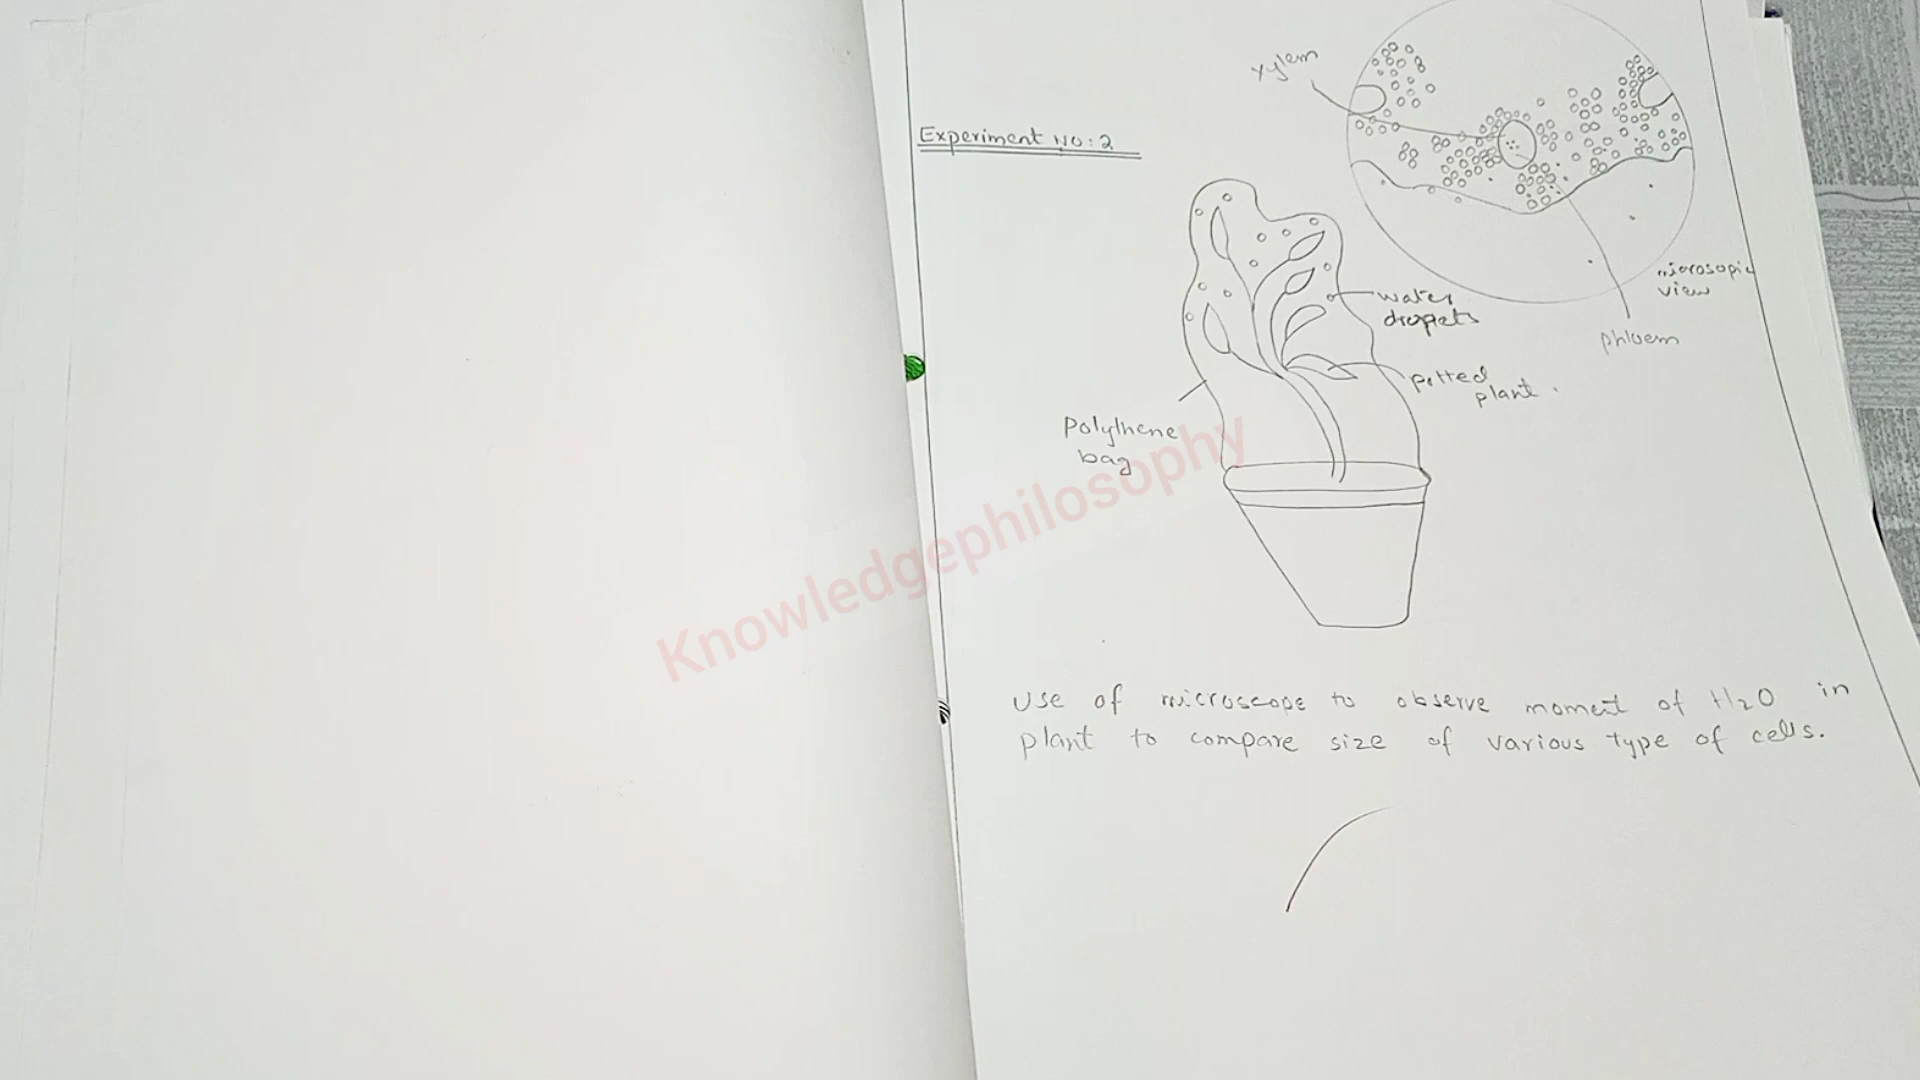 xylem
Experiment NO: 2
microsopic
view
water
droplets
phloem
potted
plant
Polythene
bag
Knowledgephilosophy
Use of microscope to observe moment of H2O in
plant to compare size of various type of cells.